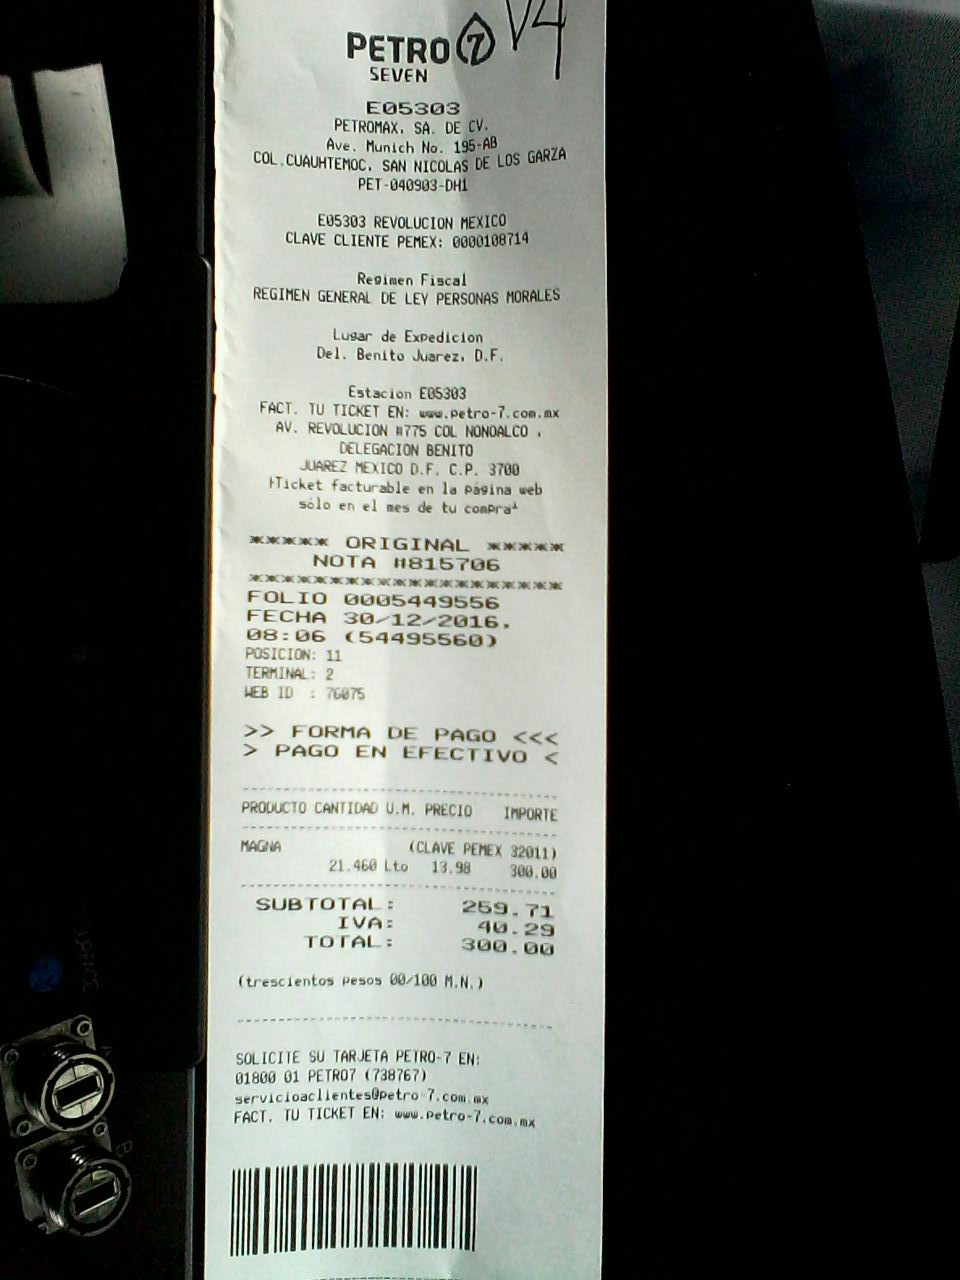 V4
PETRO 7
SEVEN
E05303
PETROMAX, SA. DE CV.
Ave. Munich No. 195-AB
COL.CUAUHTEMOC, SAN NICOLAS DE LOS GARZA
PET-040903-DH1
E05303 REVOLUCION MEXICO
CLAVE CLIENTE PEMEX: 0000108714
Regimen Fiscal
REGIMEN GENERAL DE LEY PERSONAS MORALES
Lugar de Expedicion
Del. Benito Juarez, D.F.
Estacion E05303
FACT. TU TICKET EN: www.petro-7.com.mx
AV. REVOLUCION #775 COL NONOALCO ,
DELEGACION BENITO
JUAREZ MEXICO D.F. C.P. 3700
Ticket facturable en la página web
sólo en el mes de tu compra
***** ORIGINAL *****
NOTA #815706
*********************
FOLIO 0005449556
FECHA 30/12/2016,
08:06 (54495560)
POSICION: 11
TERMINAL: 2
WEB ID : 76075
>> FORMA DE PAGO <<<
> PAGO EN EFECTIVO <
PRODUCTO CANTIDAD U.M. PRECIO IMPORTE
MAGNA (CLAVE PEMEX 32011)
21.460 Lto 13.98 300.00
SUBTOTAL: 259.71
IVA: 40.29
TOTAL: 300.00
(trescientos pesos 00/100 M.N.)
SOLICITE SU TARJETA PETRO-7 EN:
01800 01 PETRO7 (738767)
servicioaclientes@petro-7.com.mx
FACT. TU TICKET EN: www.petro-7.com.mx